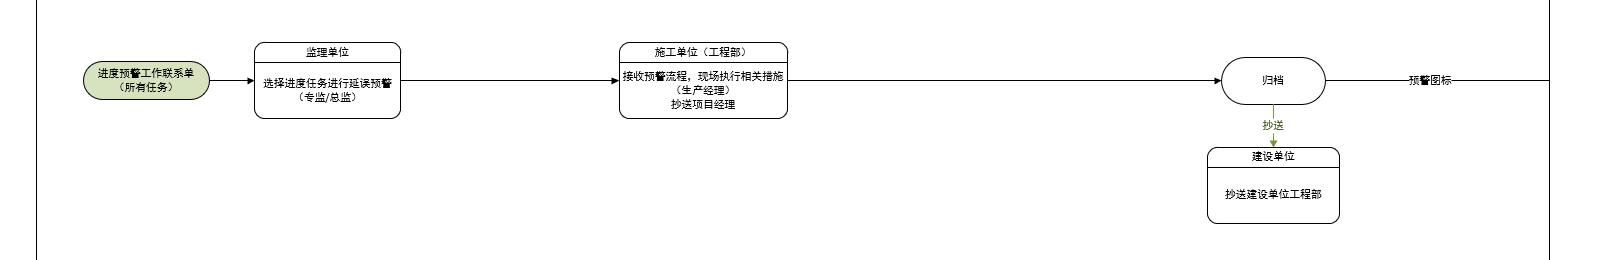 进度预警工作联系单
（所有任务）
监理单位
选择进度任务进行延误预警
（专监/总监）
施工单位（工程部）
接收预警流程，现场执行相关措施
（生产经理）
抄送项目经理
归档
预警图标
抄送
建设单位
抄送建设单位工程部